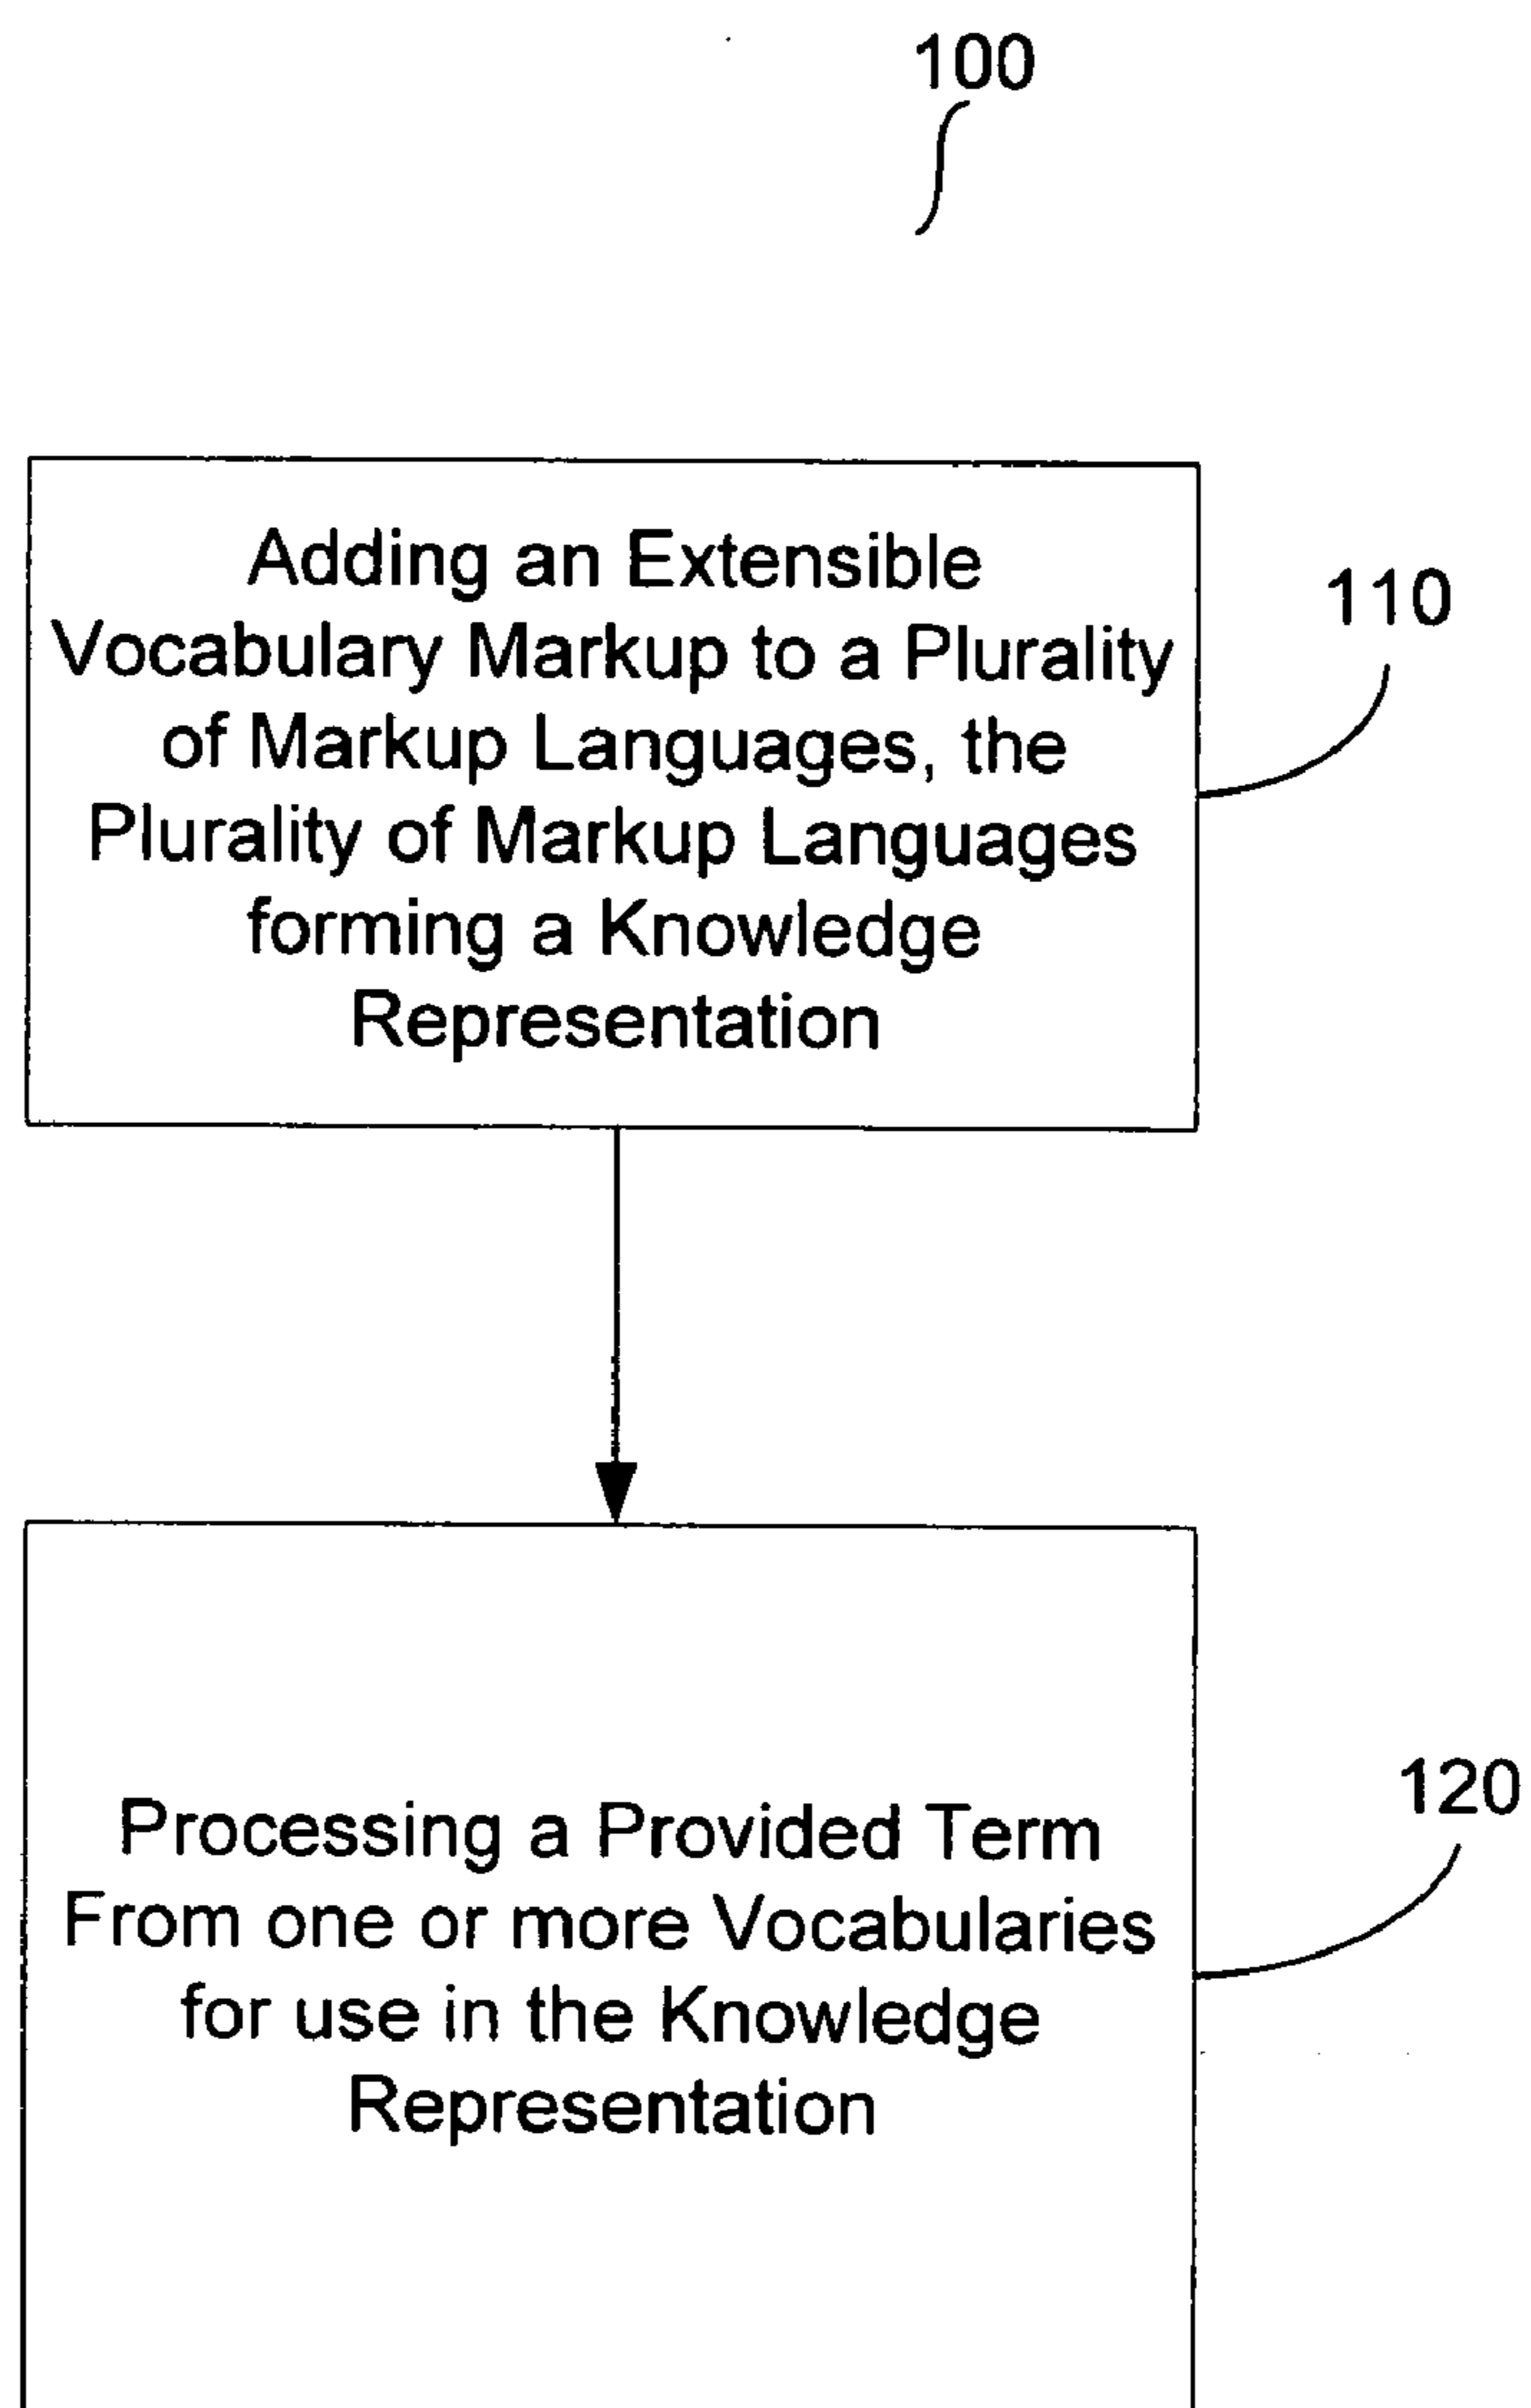 100
Adding an Extensible
Vocabulary Markup to a Plurality
of Markup Languages, the
Plurality of Markup Languages
forming a Knowledge
Representation
110
Processing a Provided Term
From one or more Vocabularies
for use in the Knowledge
Representation
120